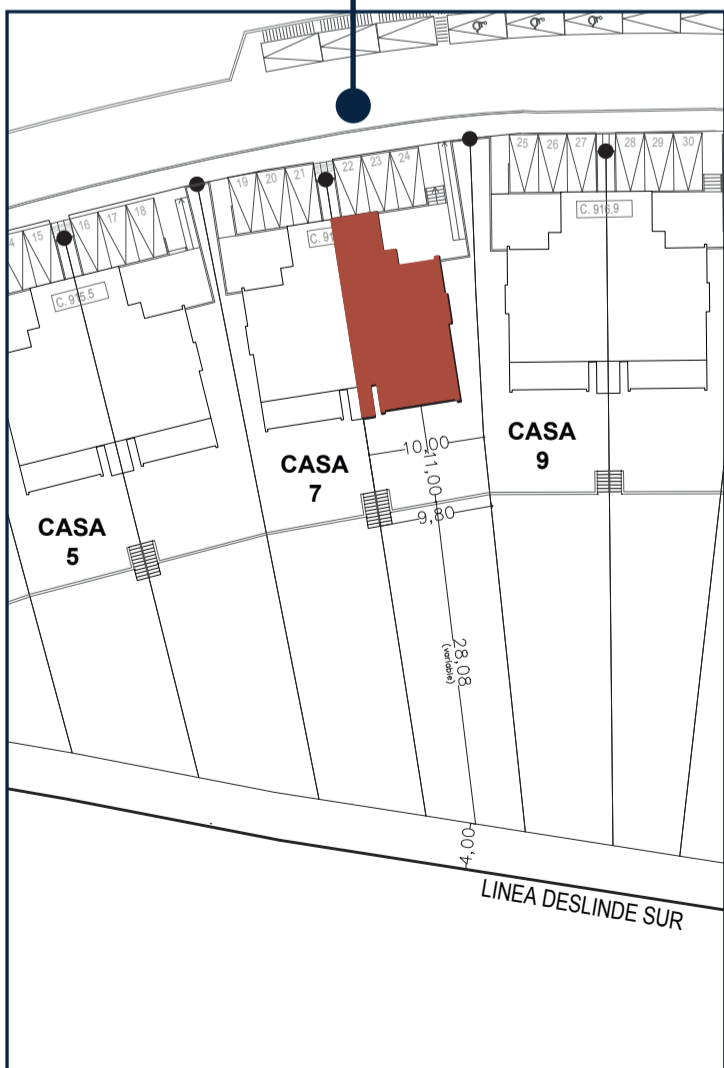 25 26 27 28 29 30
22 23 24
19 20 21
16 17 18
15
C. 916.9
C. 915.5
10,00
11,00
9,80
CASA
9
CASA
7
CASA
5
28,08
(variable)
4,00
LINEA DESLINDE SUR